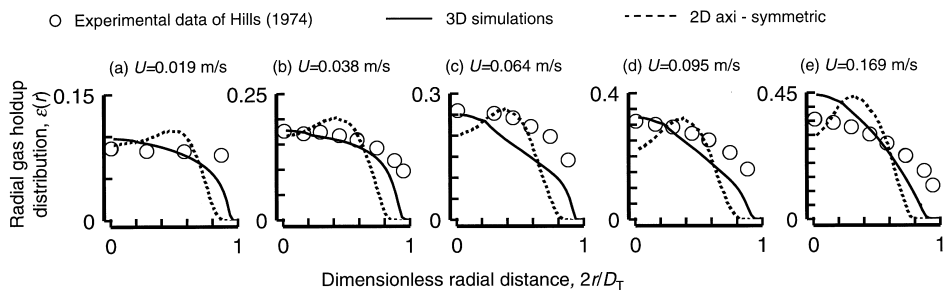 Experimental data of Hills (1974)
3D simulations
2D axi - symmetric
(a) U=0.019 m/s
(b) U=0.038 m/s
(c) U=0.064 m/s
(d) U=0.095 m/s
(e) U=0.169 m/s
Radial gas holdup
distribution, ε(r)
0.15
0
0 1
0.25
0
0 1
0.3
0
0 1
0.4
0
0 1
0.45
0
0 1
Dimensionless radial distance, 2r/DT